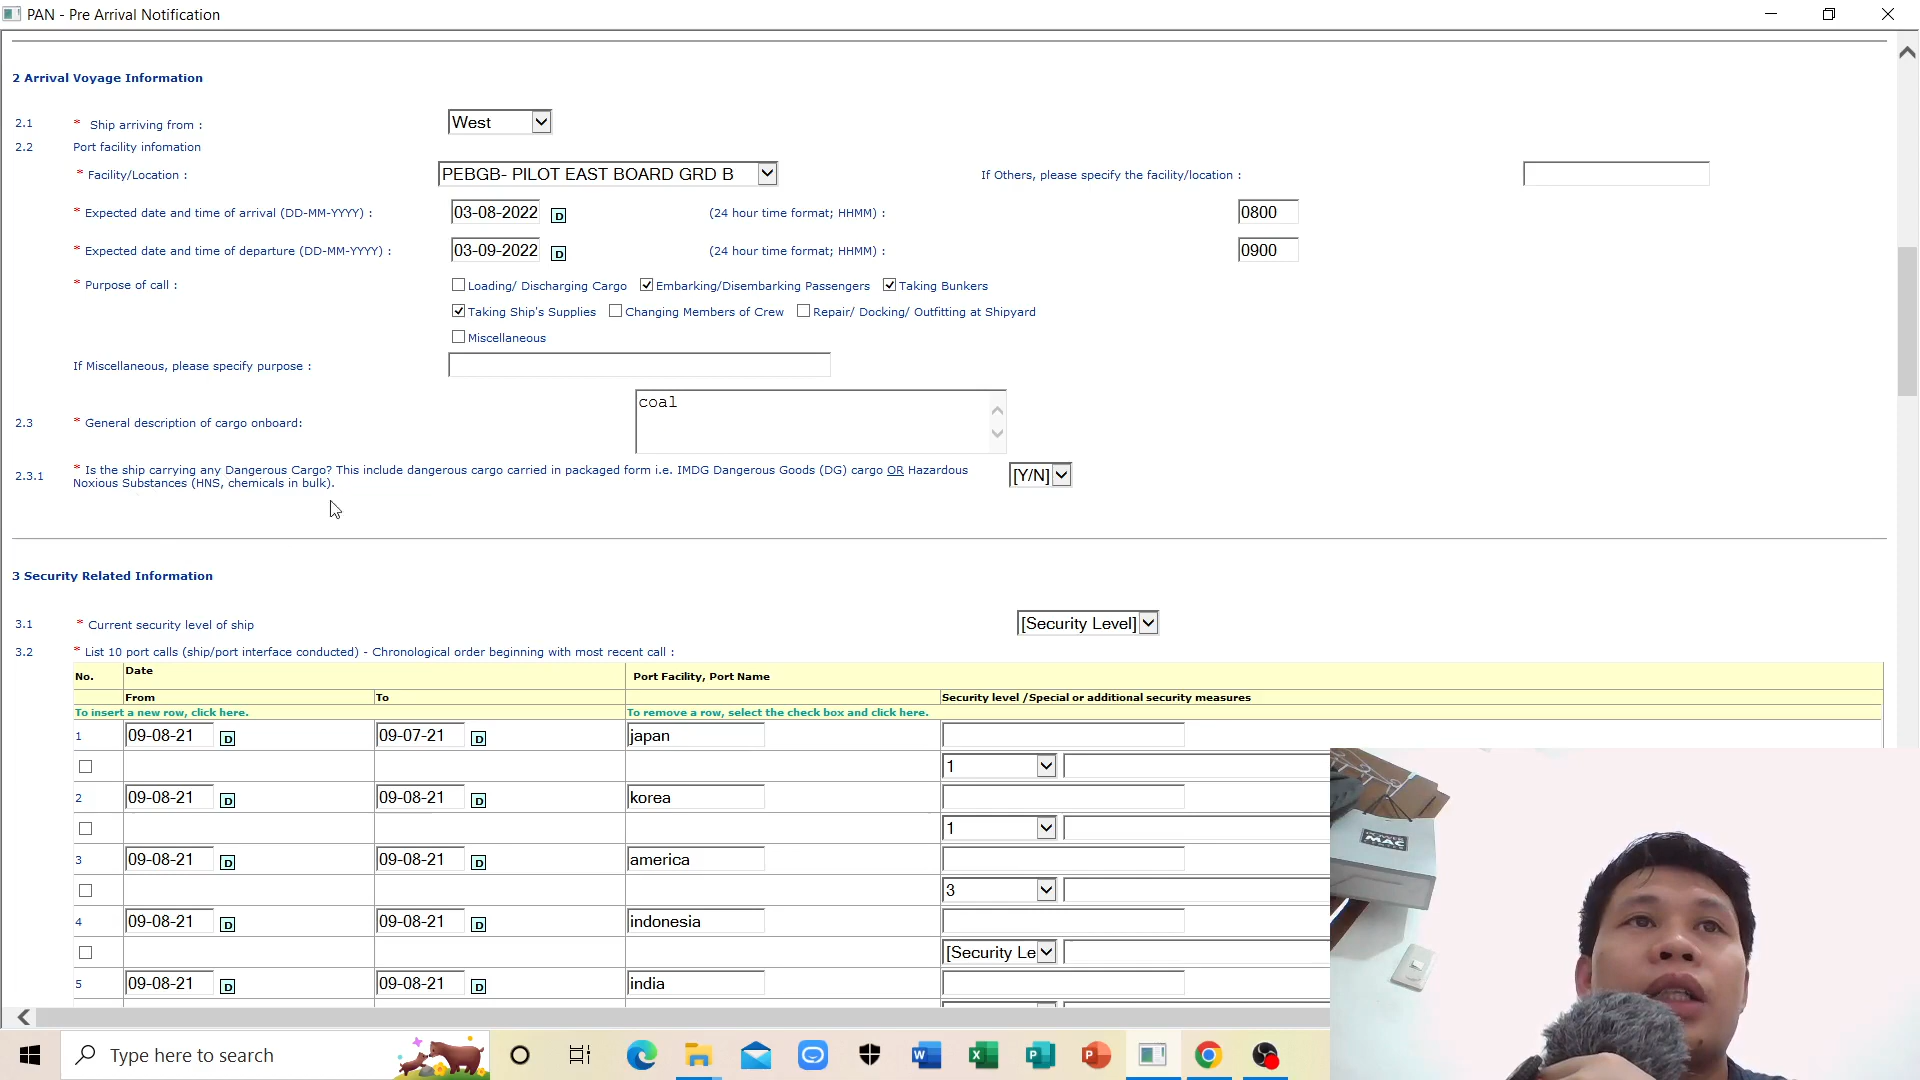 PAN - Pre Arrival Notification
2 Arrival Voyage Information
2.1 * Ship arriving from : West
2.2 Port facility infomation
* Facility/Location : PEBGB- PILOT EAST BOARD GRD B If Others, please specify the facility/location :
* Expected date and time of arrival (DD-MM-YYYY) : 03-08-2022 D (24 hour time format; HHMM) : 0800
* Expected date and time of departure (DD-MM-YYYY) : 03-09-2022 D (24 hour time format; HHMM) : 0900
* Purpose of call : Loading/ Discharging Cargo Embarking/Disembarking Passengers Taking Bunkers
Taking Ship's Supplies Changing Members of Crew Repair/ Docking/ Outfitting at Shipyard
Miscellaneous
If Miscellaneous, please specify purpose :
coal
2.3 * General description of cargo onboard:
2.3.1 * Is the ship carrying any Dangerous Cargo? This include dangerous cargo carried in packaged form i.e. IMDG Dangerous Goods (DG) cargo OR Hazardous [Y/N]
Noxious Substances (HNS, chemicals in bulk).
3 Security Related Information
3.1 * Current security level of ship [Security Level]
3.2 * List 10 port calls (ship/port interface conducted) - Chronological order beginning with most recent call :
No. Date Port Facility, Port Name
From To Security level /Special or additional security measures
To insert a new row, click here. To remove a row, select the check box and click here.
1 09-08-21 D 09-07-21 D japan
1
2 09-08-21 D 09-08-21 D korea
1
3 09-08-21 D 09-08-21 D america
3
4 09-08-21 D 09-08-21 D indonesia
[Security Le
5 09-08-21 D 09-08-21 D india
MAC
Type here to search